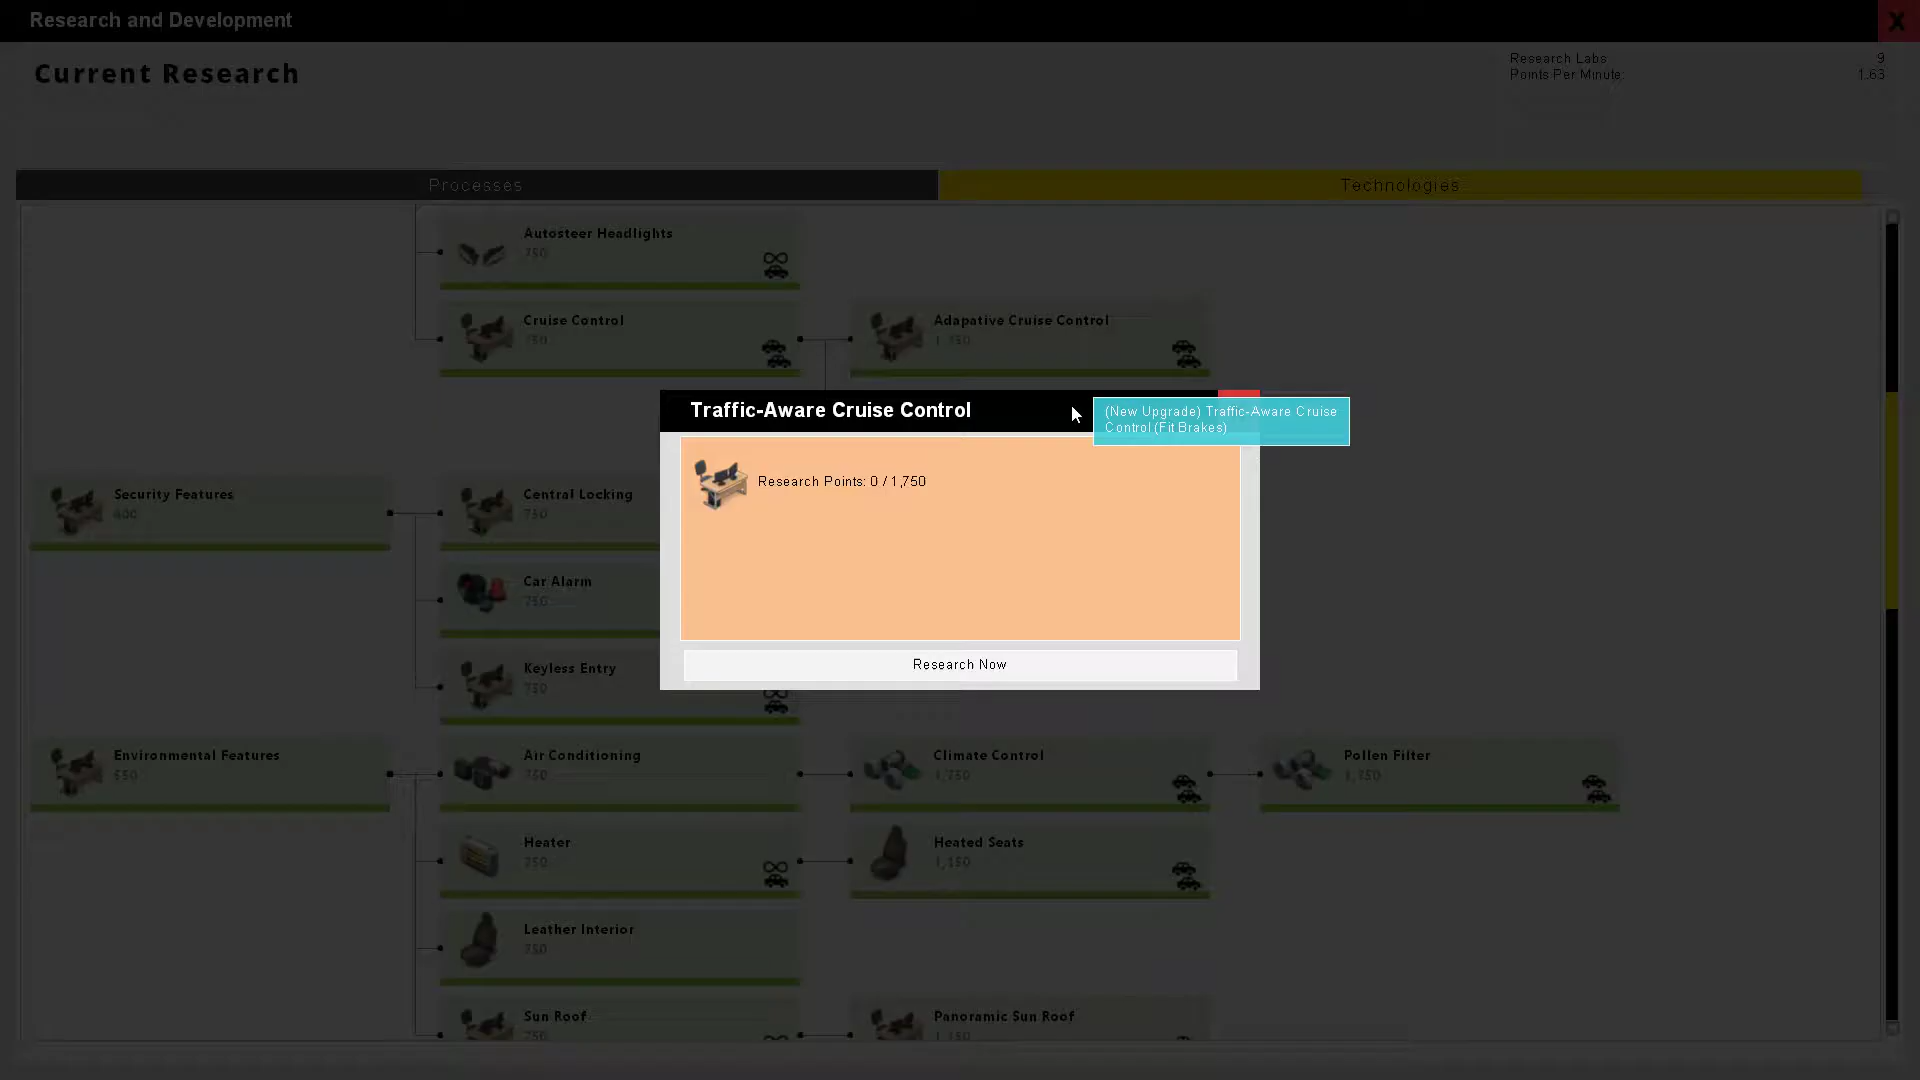 Research and Development
X
Current Research
Research Labs 9
Points Per Minute: 1.63
Processes
Technologies
Autosteer Headlights
750
Cruise Control
750
Adapative Cruise Control
1,750
Traffic-Aware Cruise Control
(New Upgrade) Traffic-Aware Cruise
Control (Fit Brakes)
Research Points: 0 / 1,750
Research Now
Security Features
Central Locking
750
Car Alarm
750
Keyless Entry
750
Environmental Features
550
Air Conditioning
750
Climate Control
1,750
Pollen Filter
1,750
Heater
750
Heated Seats
1,150
Leather Interior
750
Sun Roof
750
Panoramic Sun Roof
1,150